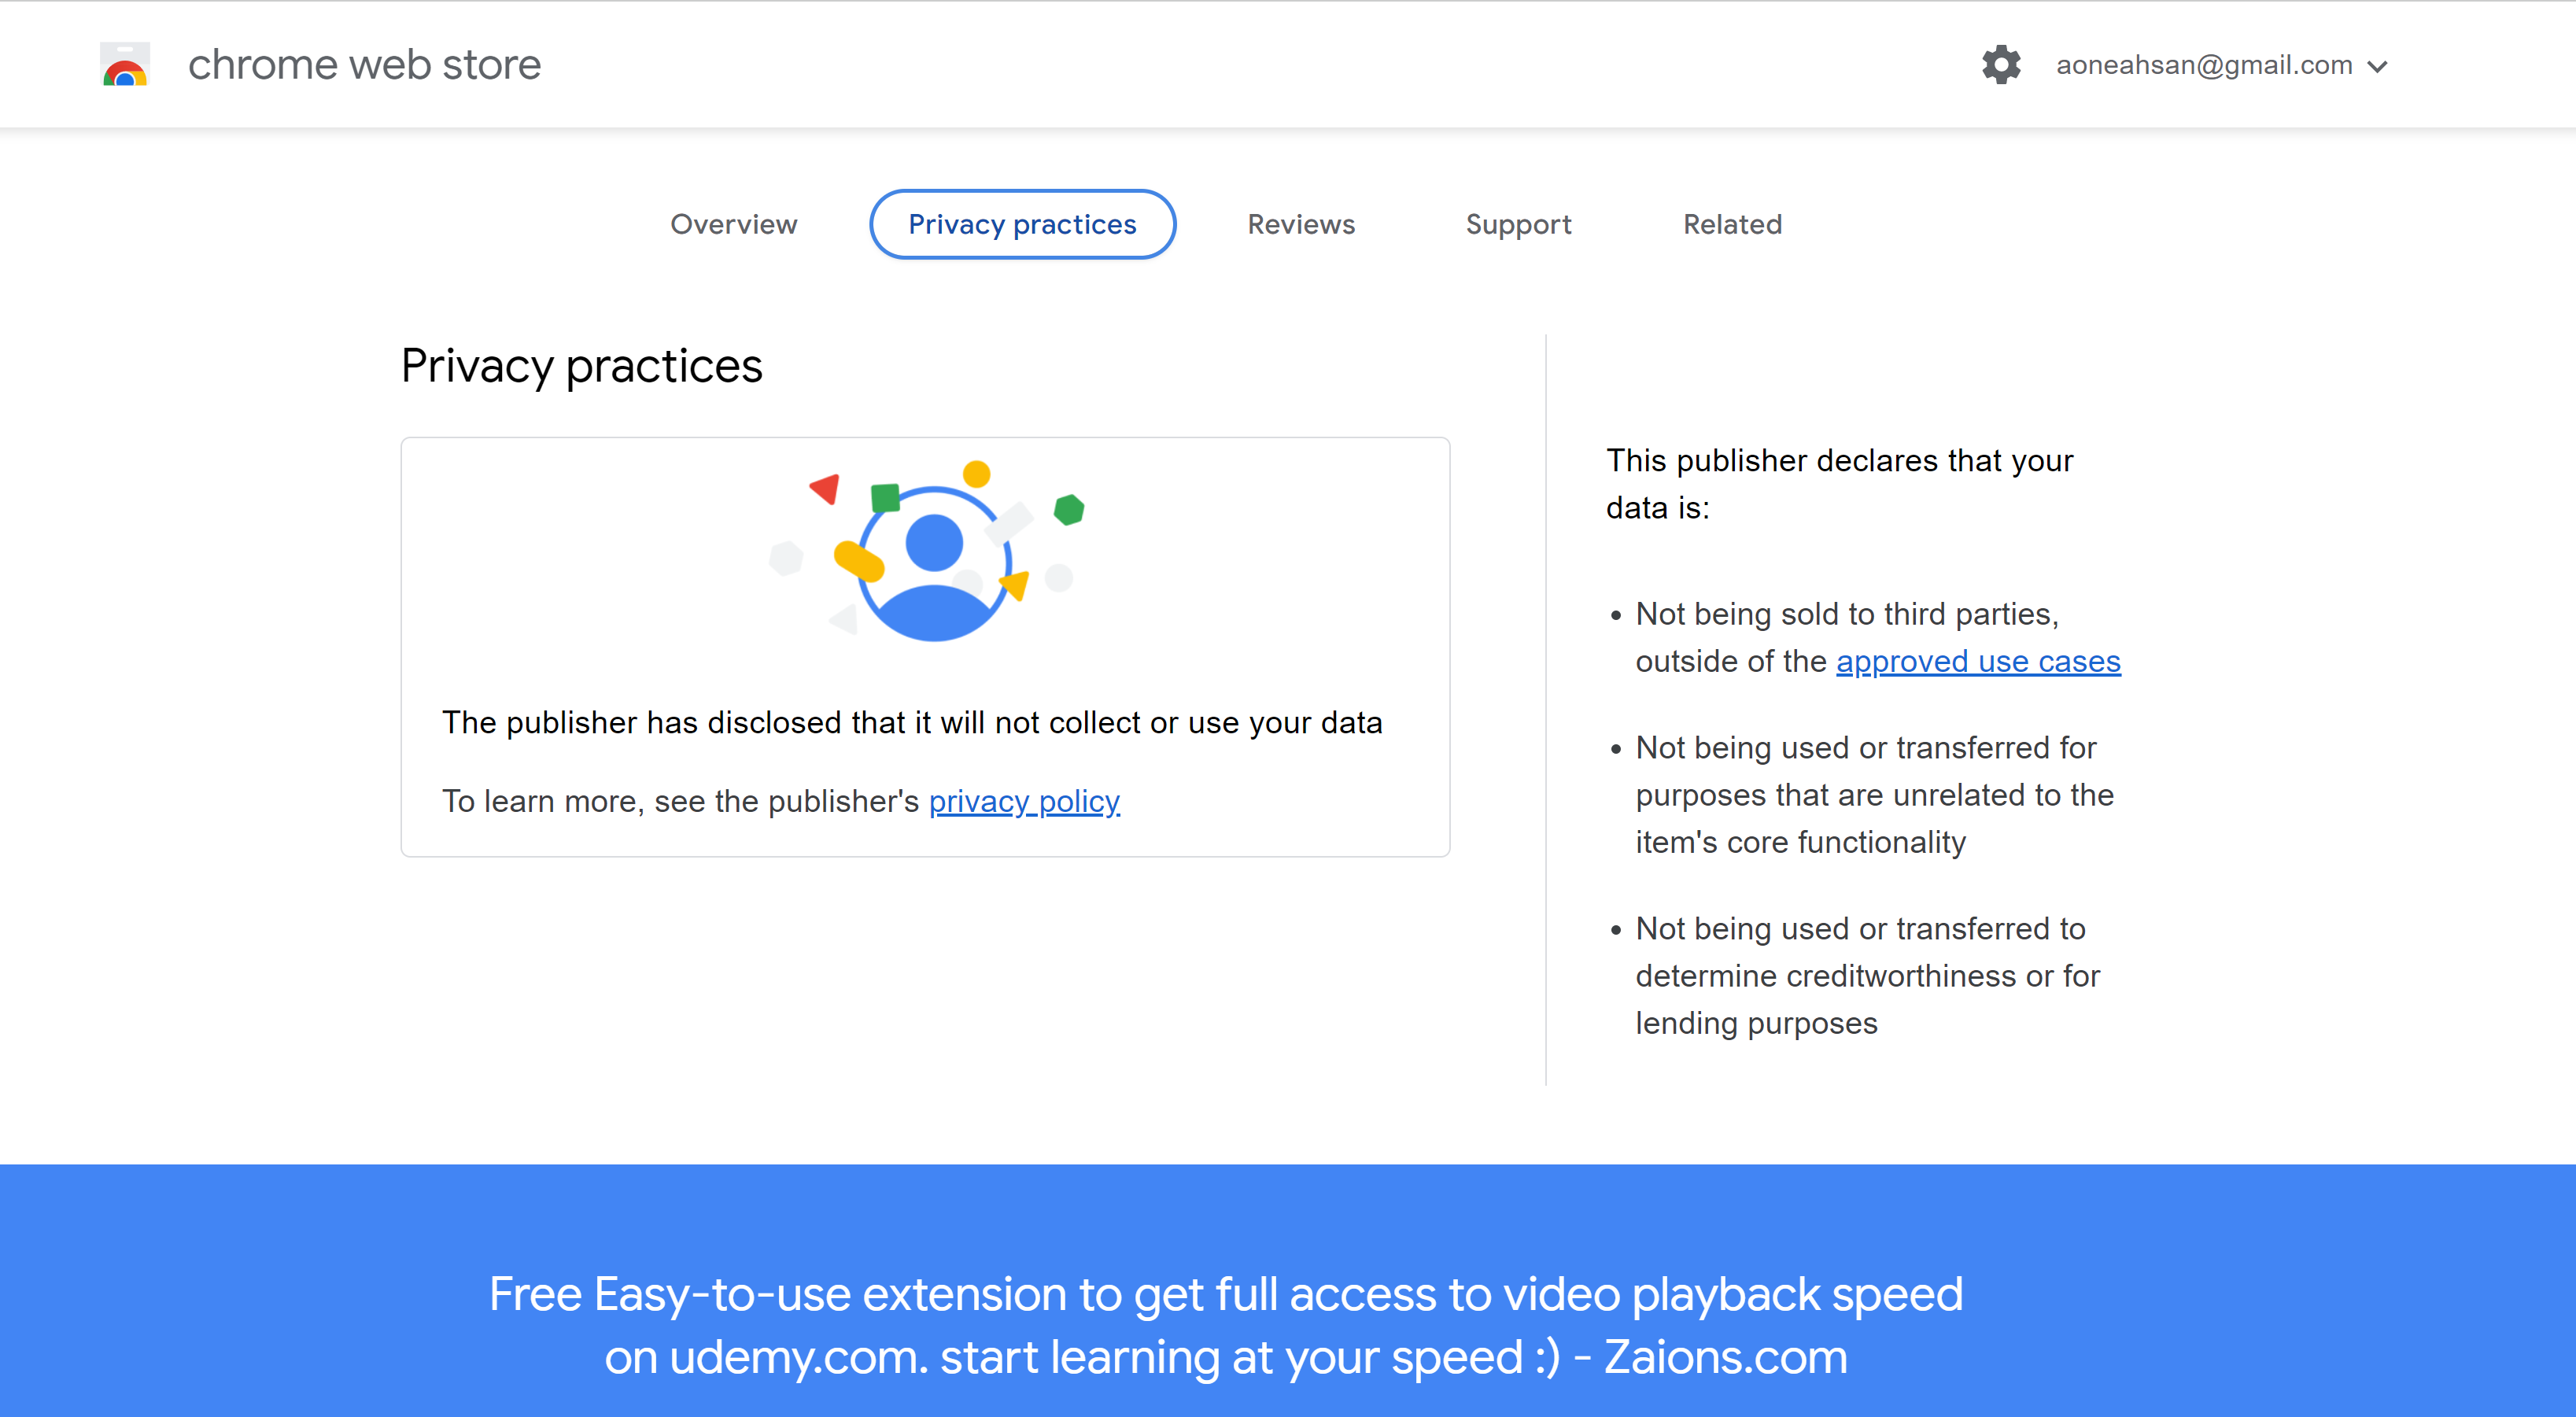 chrome web store
aoneahsan@gmail.com
Overview
Privacy practices
Reviews
Support
Related
Privacy practices
The publisher has disclosed that it will not collect or use your data
To learn more, see the publisher's privacy policy
This publisher declares that your
data is:
• Not being sold to third parties,
outside of the approved use cases
• Not being used or transferred for
purposes that are unrelated to the
item's core functionality
• Not being used or transferred to
determine creditworthiness or for
lending purposes
Free Easy-to-use extension to get full access to video playback speed
on udemy.com. start learning at your speed :) - Zaions.com